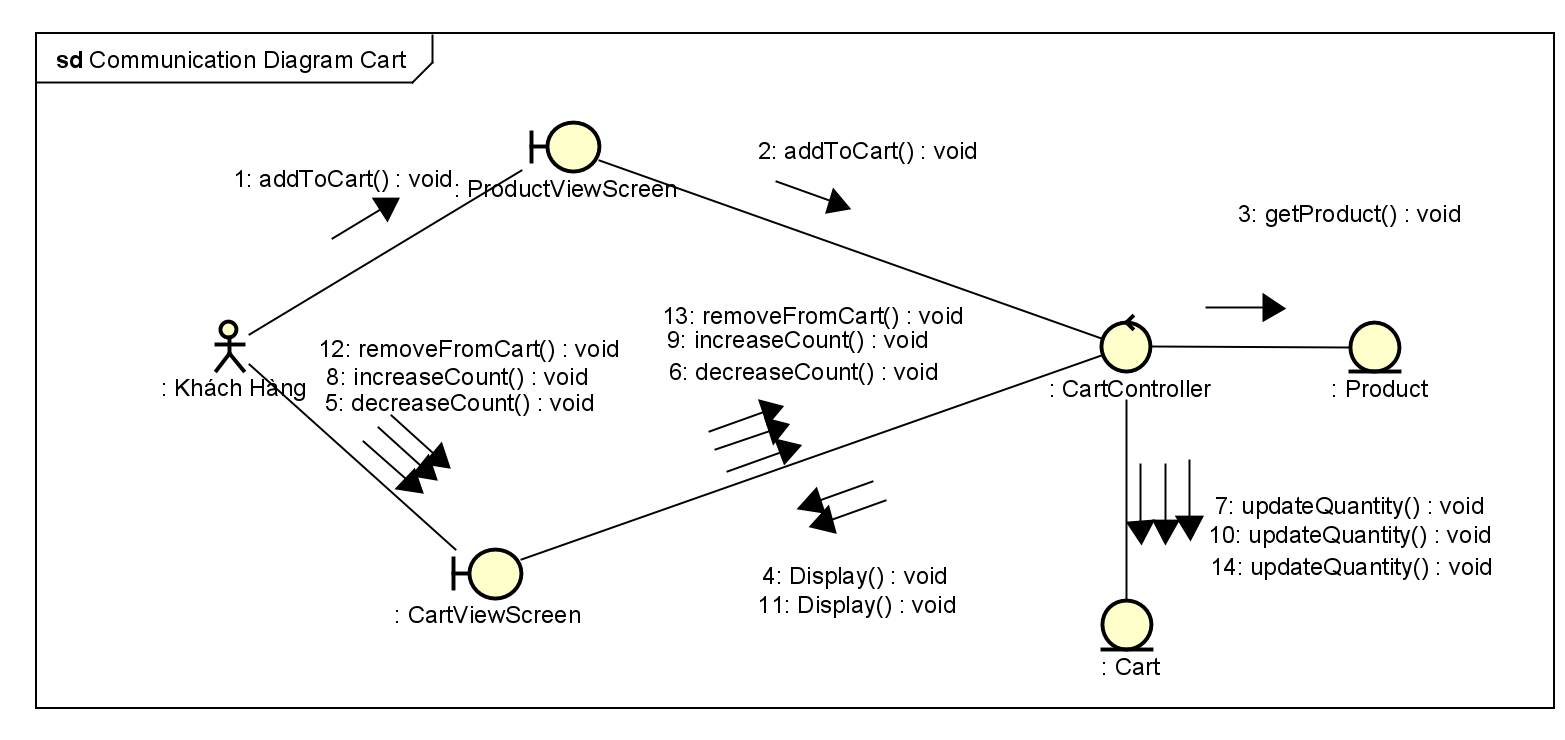 sd Communication Diagram Cart
1: addToCart() : void
: ProductViewScreen
2: addToCart() : void
3: getProduct() : void
: Khách Hàng
12: removeFromCart() : void
8: increaseCount() : void
5: decreaseCount() : void
13: removeFromCart() : void
9: increaseCount() : void
6: decreaseCount() : void
: CartController
: Product
7: updateQuantity() : void
10: updateQuantity() : void
14: updateQuantity() : void
4: Display() : void
11: Display() : void
: CartViewScreen
: Cart